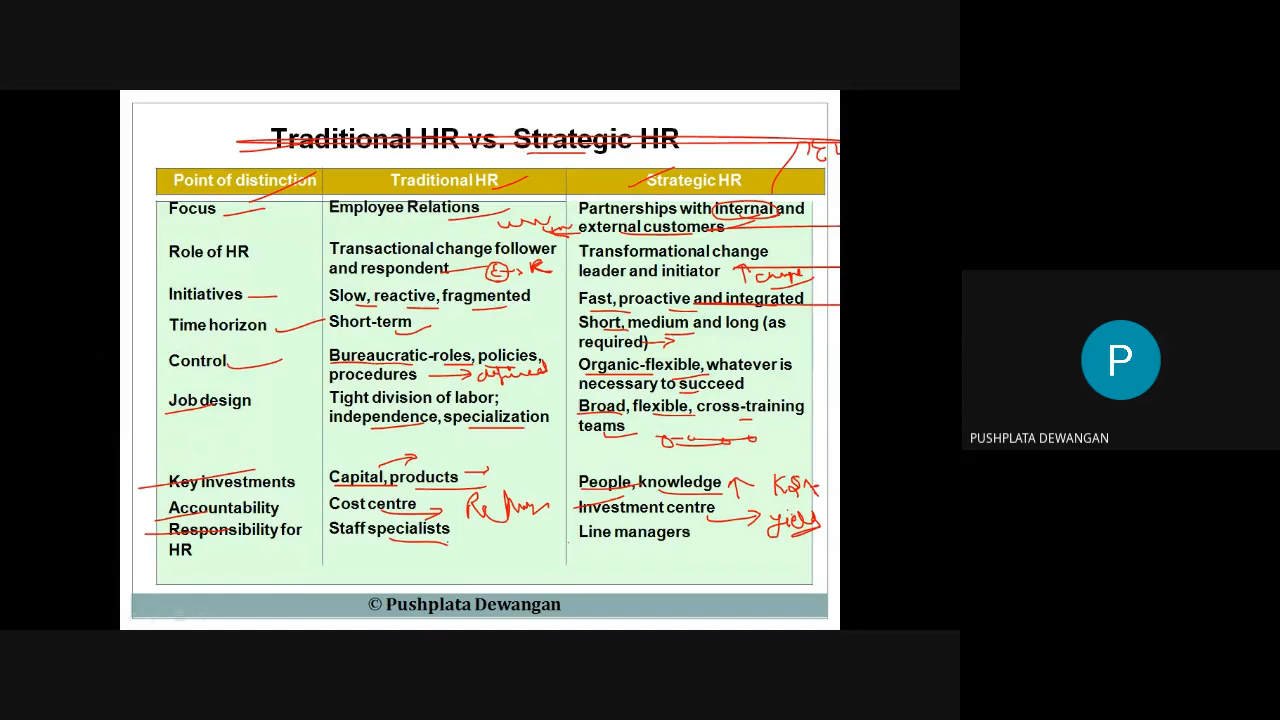 Traditional HR vs. Strategic HR
Point of distinction Traditional HR Strategic HR
Focus Employee Relations Partnerships with internal and
external customers
Role of HR Transactional change follower Transformational change
and respondent leader and initiator
E R change
Initiatives Slow, reactive, fragmented Fast, proactive and integrated
Time horizon Short-term Short, medium and long (as
required)
Control Bureaucratic-roles, policies, Organic-flexible, whatever is
procedures defined necessary to succeed
Job design Tight division of labor; Broad, flexible, cross-training
independence, specialization teams
Key investments Capital, products People, knowledge
Accountability Cost centre Investment centre
yield
Responsibility for Staff specialists Line managers
HR
© Pushplata Dewangan
P
PUSHPLATA DEWANGAN